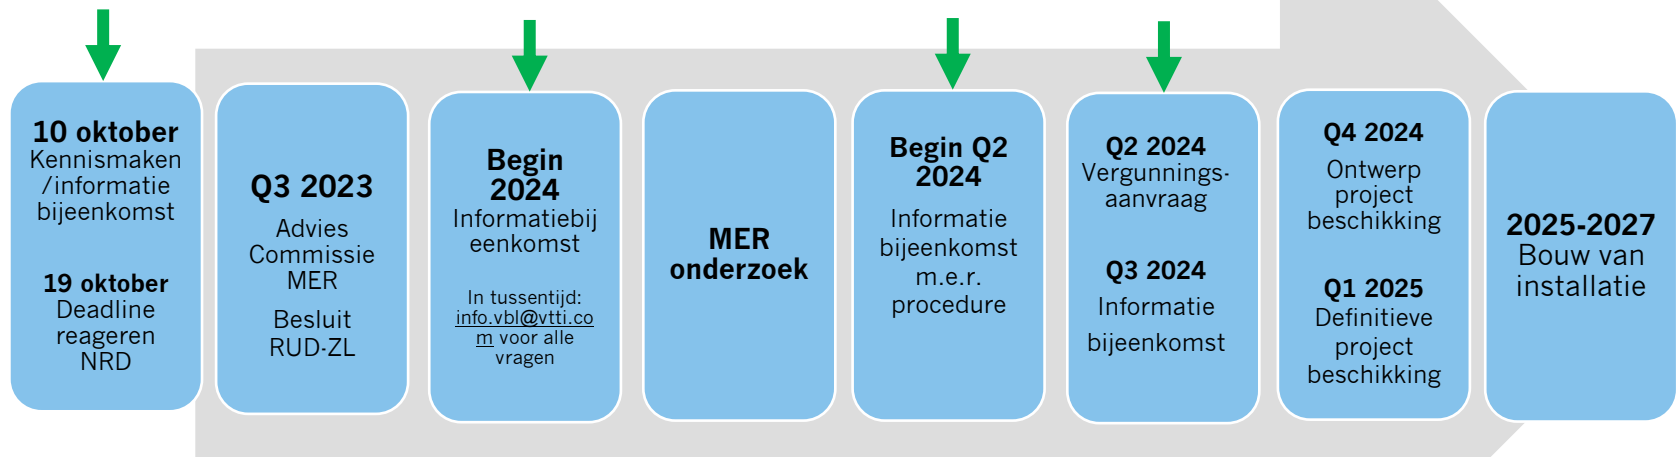 10 oktober
Kennismaken
/informatie
bijeenkomst
19 oktober
Deadline
reageren
NRD
Q3 2023
Advies
Commissie
MER
Besluit
RUD-ZL
Begin
2024
Informatiebij
eenkomst
In tussentijd:
info.vbl@vtti.co
m voor alle
vragen
MER
onderzoek
Begin Q2
2024
Informatie
bijeenkomst
m.e.r.
procedure
Q2 2024
Vergunnings-
aanvraag
Q3 2024
Informatie
bijeenkomst
Q4 2024
Ontwerp
project
beschikking
Q1 2025
Definitieve
project
beschikking
2025-2027
Bouw van
installatie